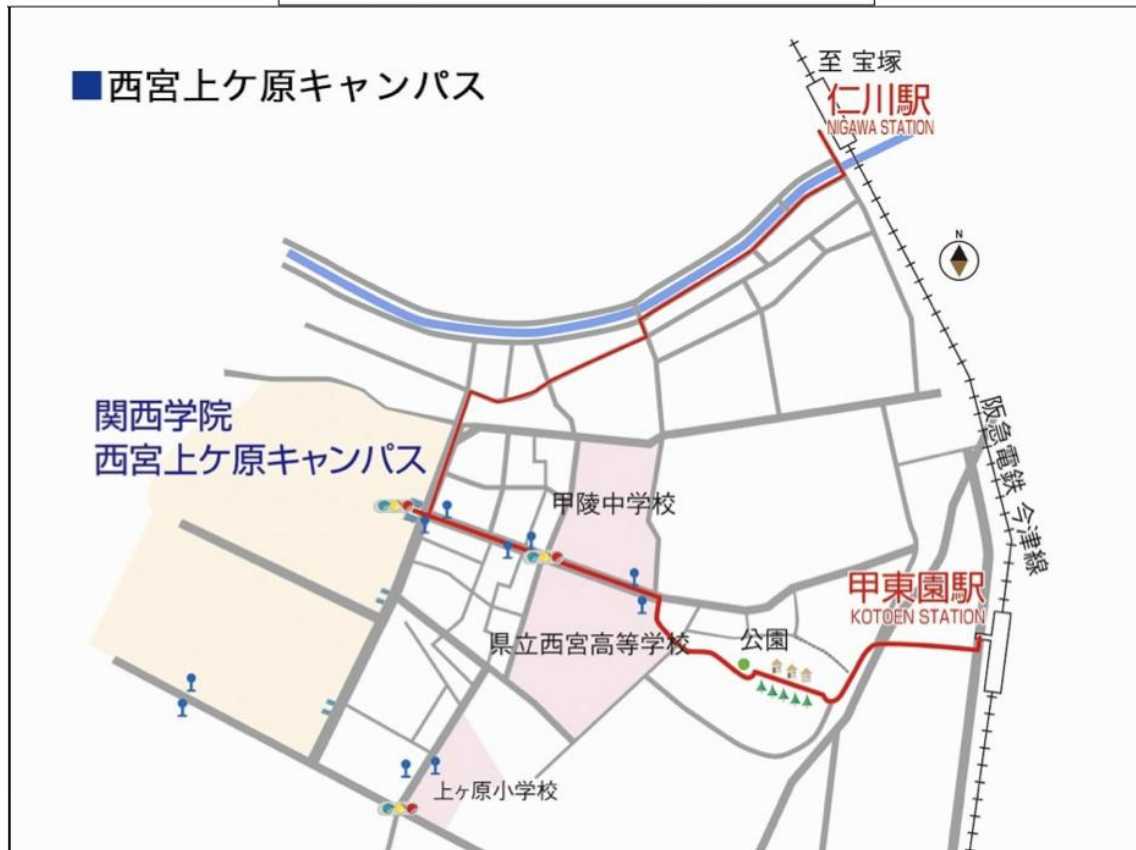 ■西宮上ケ原キャンパス
至 宝塚
仁川駅
NIGAWA STATION
N
阪急電鉄 今津線
関西学院
西宮上ケ原キャンパス
甲陵中学校
甲東園駅
KOTOEN STATION
県立西宮高等学校
公園
上ヶ原小学校